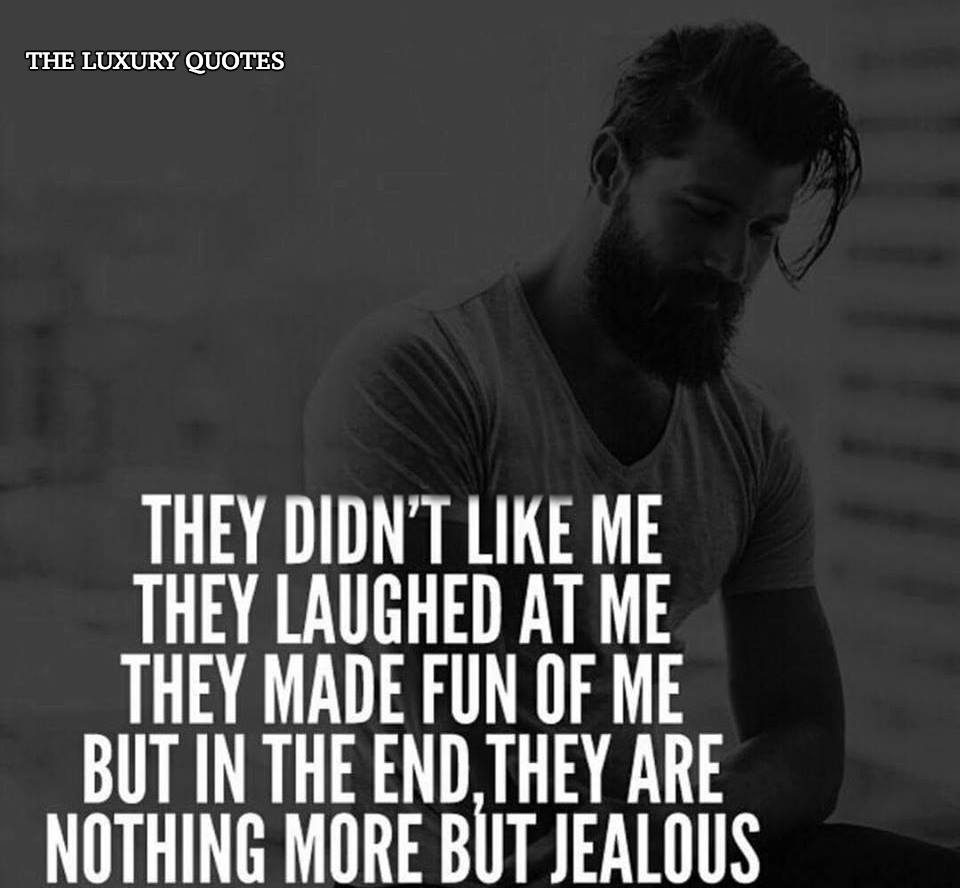 THE LUXURY QUOTES
THEY DIDN'T LIKE ME
THEY LAUGHED AT ME
THEY MADE FUN OF ME
BUT IN THE END,THEY ARE
NOTHING MORE BUT JEALOUS